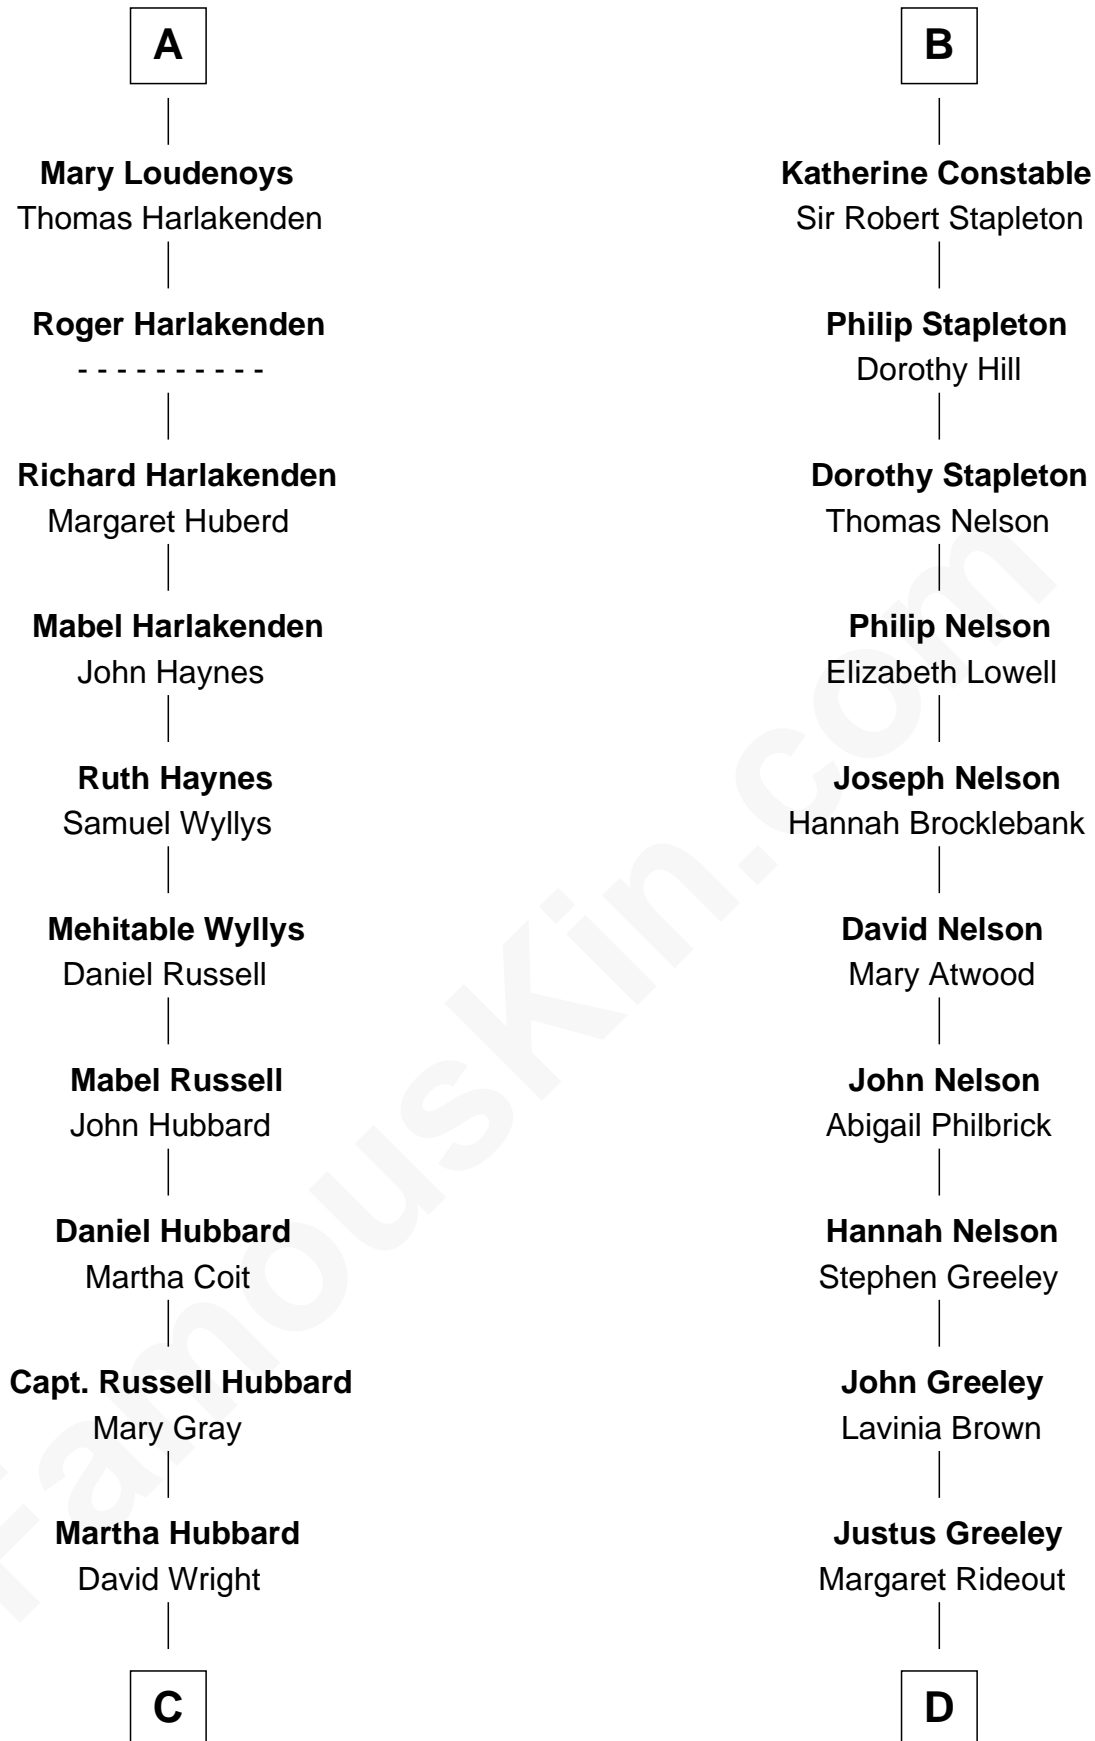 A
Mary Loudenoys
Thomas Harlakenden
Roger Harlakenden
- - - - - - - - - -
Richard Harlakenden
Margaret Huberd
Mabel Harlakenden
John Haynes
Ruth Haynes
Samuel Wyllys
Mehitable Wyllys
Daniel Russell
Mabel Russell
John Hubbard
Daniel Hubbard
Martha Coit
Capt. Russell Hubbard
Mary Gray
Martha Hubbard
David Wright
C
B
Katherine Constable
Sir Robert Stapleton
Philip Stapleton
Dorothy Hill
Dorothy Stapleton
Thomas Nelson
Philip Nelson
Elizabeth Lowell
Joseph Nelson
Hannah Brocklebank
David Nelson
Mary Atwood
John Nelson
Abigail Philbrick
Hannah Nelson
Stephen Greeley
John Greeley
Lavinia Brown
Justus Greeley
Margaret Rideout
D
FamousKin.com